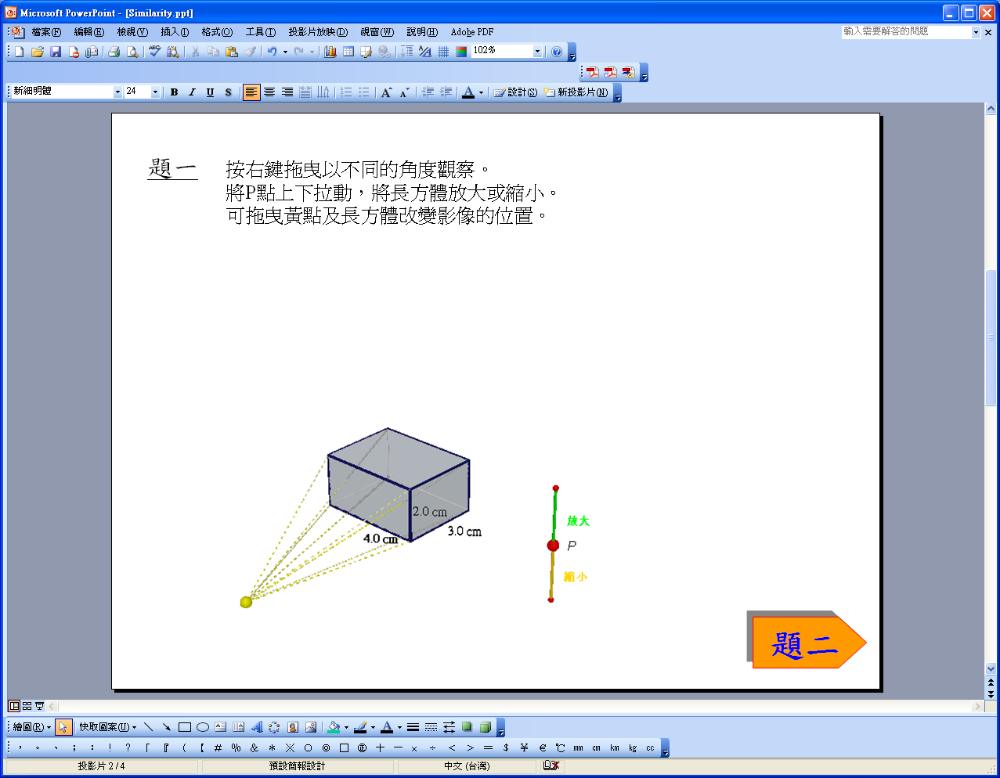 Microsoft PowerPoint - [Similarity.ppt]
檔案(F) 編輯(E) 檢視(V) 插入(I) 格式(O) 工具(T) 投影片放映(D) 視窗(W) 說明(H) Adobe PDF
輸入需要解答的問題
102%
新細明體 24 B I U S A A A 設計(S) 新投影片(N)
題一
按右鍵拖曳以不同的角度觀察。
將P點上下拉動，將長方體放大或縮小。
可拖曳黃點及長方體改變影像的位置。
2.0 cm
3.0 cm
4.0 cm
放大
P
縮小
題二
繪圖(R) 快取圖案(U)
， 。 、 ； ： ！ ？ 「 『 （ 【 # % & * ※ ○ ◎ □ ㊣ ＋ － × ÷ ＜ ＞ ＝ $ ¥ € ℃ mm cm km kg cc
投影片 2 / 4 預設簡報設計 中文 (台灣)